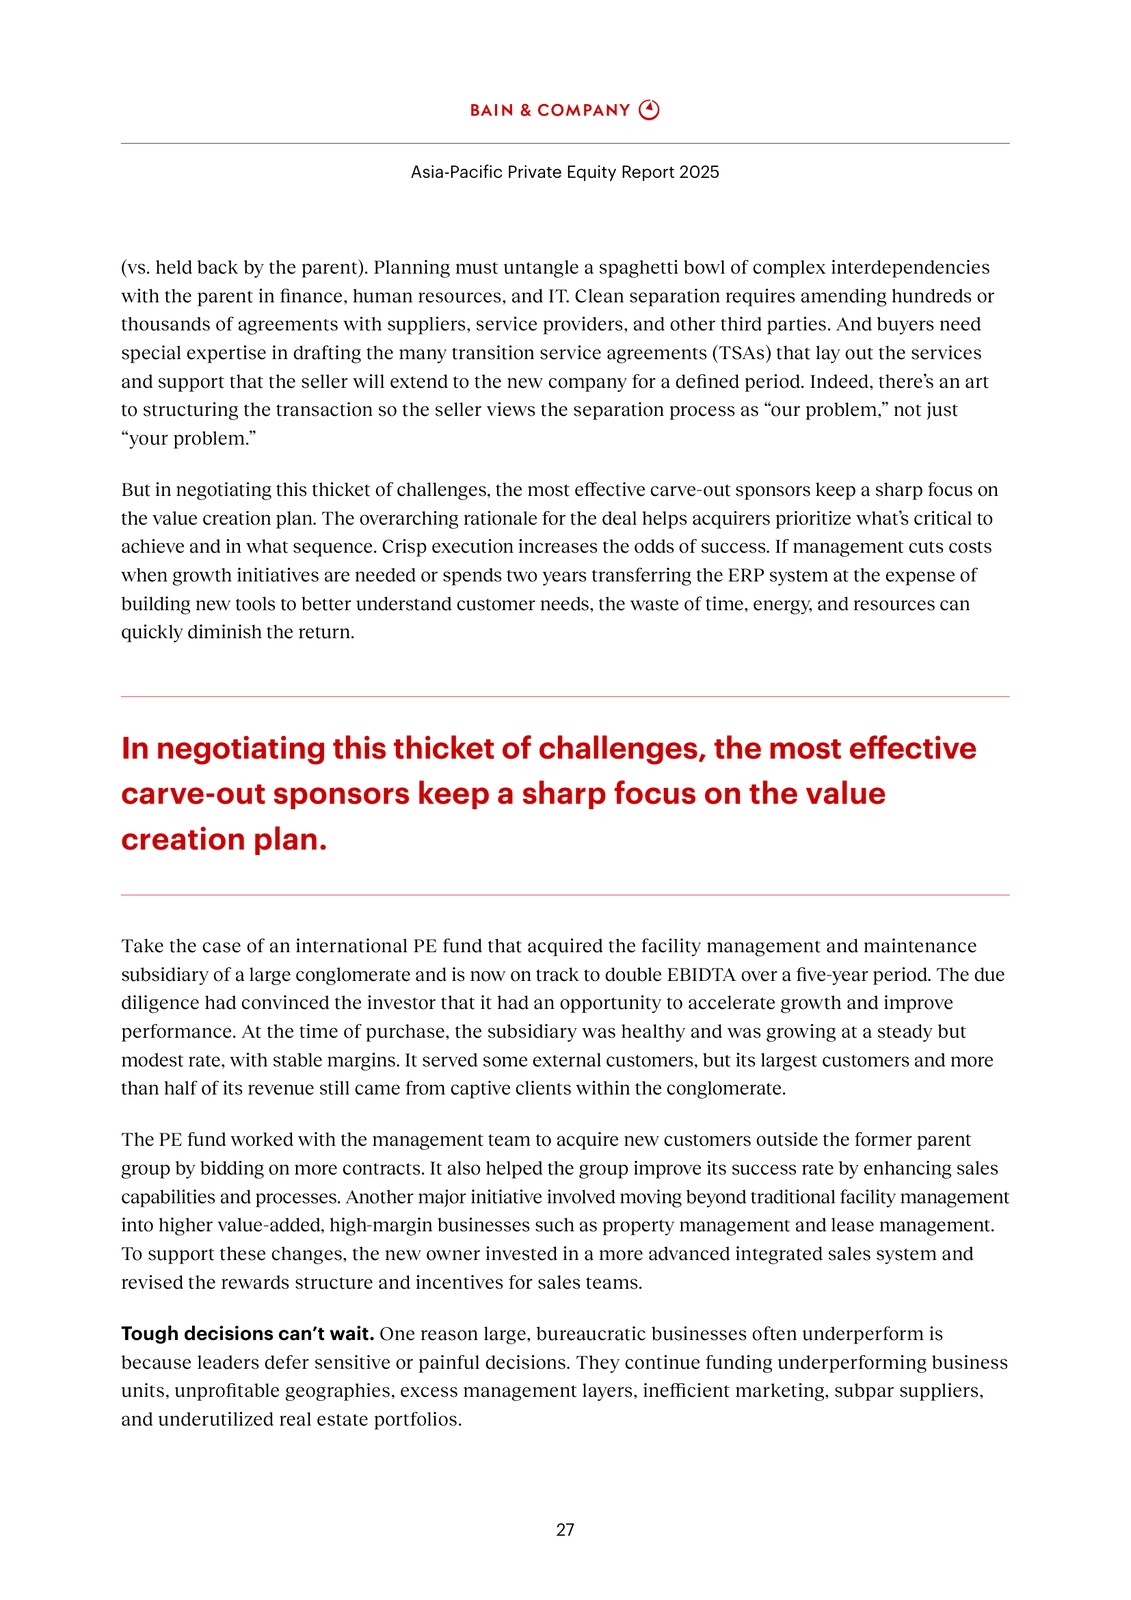 BAIN & COMPANY
Asia-Pacific Private Equity Report 2025
(vs. held back by the parent). Planning must untangle a spaghetti bowl of complex interdependencies
with the parent in finance, human resources, and IT. Clean separation requires amending hundreds or
thousands of agreements with suppliers, service providers, and other third parties. And buyers need
special expertise in drafting the many transition service agreements (TSAs) that lay out the services
and support that the seller will extend to the new company for a defined period. Indeed, there’s an art
to structuring the transaction so the seller views the separation process as “our problem,” not just
“your problem.”
But in negotiating this thicket of challenges, the most effective carve-out sponsors keep a sharp focus on
the value creation plan. The overarching rationale for the deal helps acquirers prioritize what’s critical to
achieve and in what sequence. Crisp execution increases the odds of success. If management cuts costs
when growth initiatives are needed or spends two years transferring the ERP system at the expense of
building new tools to better understand customer needs, the waste of time, energy, and resources can
quickly diminish the return.
In negotiating this thicket of challenges, the most effective
carve-out sponsors keep a sharp focus on the value
creation plan.
Take the case of an international PE fund that acquired the facility management and maintenance
subsidiary of a large conglomerate and is now on track to double EBIDTA over a five-year period. The due
diligence had convinced the investor that it had an opportunity to accelerate growth and improve
performance. At the time of purchase, the subsidiary was healthy and was growing at a steady but
modest rate, with stable margins. It served some external customers, but its largest customers and more
than half of its revenue still came from captive clients within the conglomerate.
The PE fund worked with the management team to acquire new customers outside the former parent
group by bidding on more contracts. It also helped the group improve its success rate by enhancing sales
capabilities and processes. Another major initiative involved moving beyond traditional facility management
into higher value-added, high-margin businesses such as property management and lease management.
To support these changes, the new owner invested in a more advanced integrated sales system and
revised the rewards structure and incentives for sales teams.
Tough decisions can’t wait. One reason large, bureaucratic businesses often underperform is
because leaders defer sensitive or painful decisions. They continue funding underperforming business
units, unprofitable geographies, excess management layers, inefficient marketing, subpar suppliers,
and underutilized real estate portfolios.
27